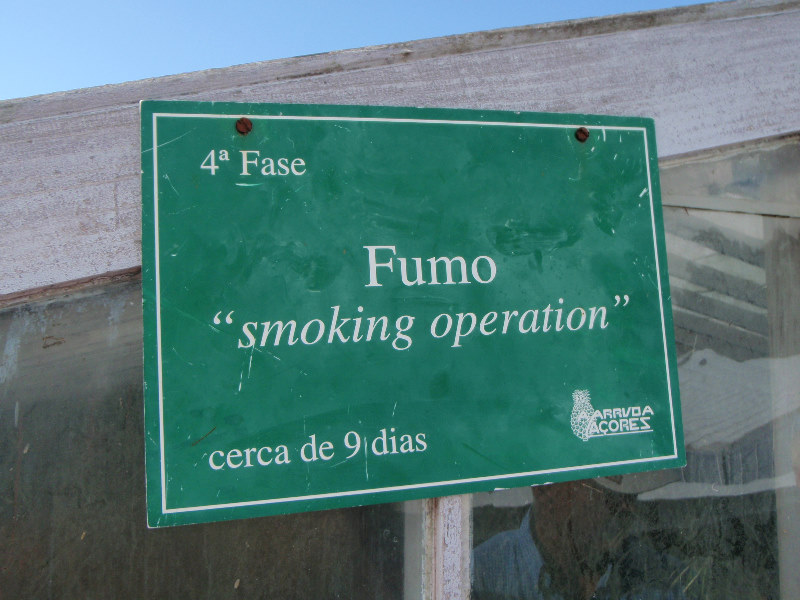 4ª Fase
Fumo
“smoking operation”
cerca de 9 dias
ARRUDA
AÇORES